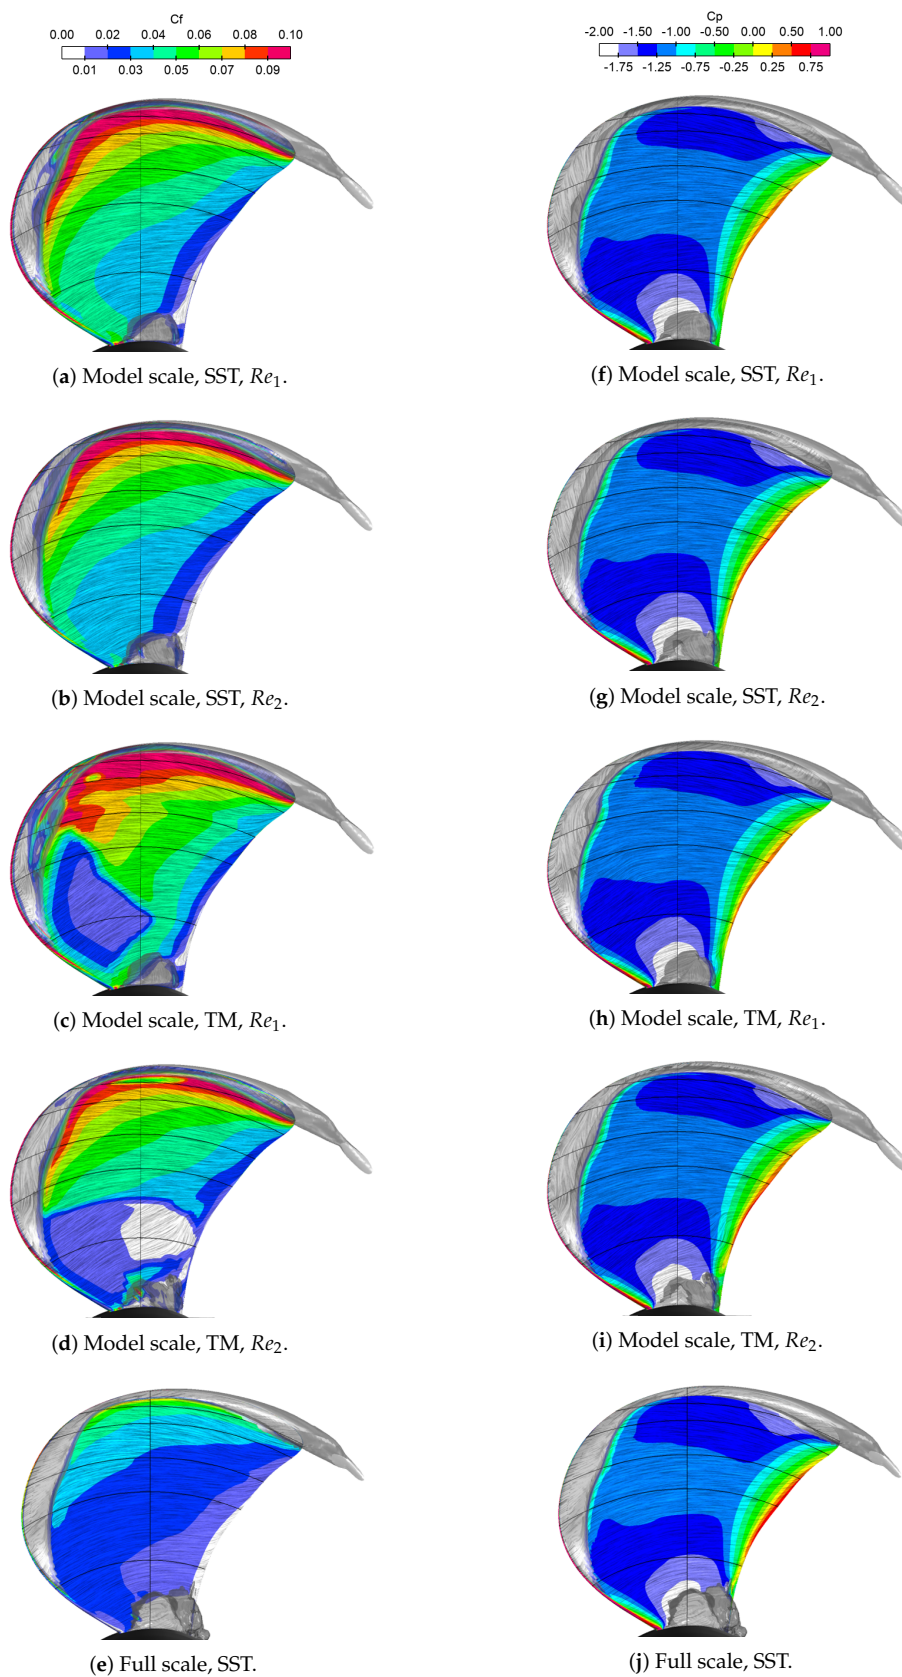 Cf
0.00 0.02 0.04 0.06 0.08 0.10
0.01 0.03 0.05 0.07 0.09
Cp
-2.00 -1.50 -1.00 -0.50 0.00 0.50 1.00
-1.75 -1.25 -0.75 -0.25 0.25 0.75
(a) Model scale, SST, Re₁.
(f) Model scale, SST, Re₁.
(b) Model scale, SST, Re₂.
(g) Model scale, SST, Re₂.
(c) Model scale, TM, Re₁.
(h) Model scale, TM, Re₁.
(d) Model scale, TM, Re₂.
(i) Model scale, TM, Re₂.
(e) Full scale, SST.
(j) Full scale, SST.